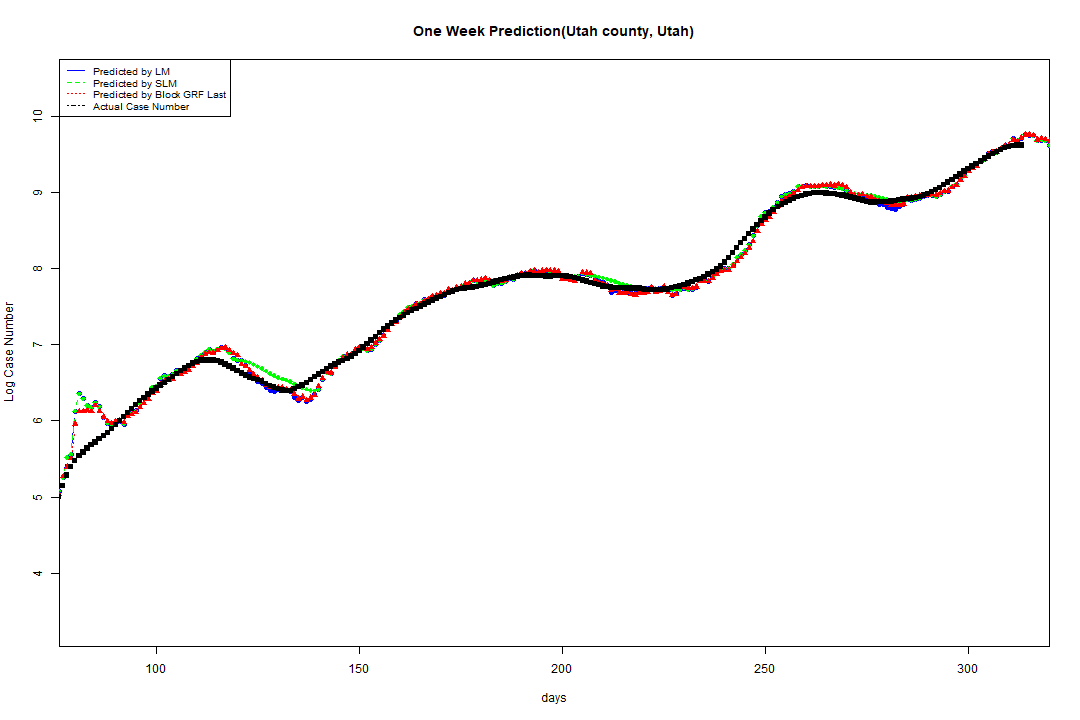 One Week Prediction(Utah county, Utah)
Predicted by LM
Predicted by SLM
Predicted by Block GRF Last
Actual Case Number
10
9
8
7
6
5
4
Log Case Number
100 150 200 250 300
days